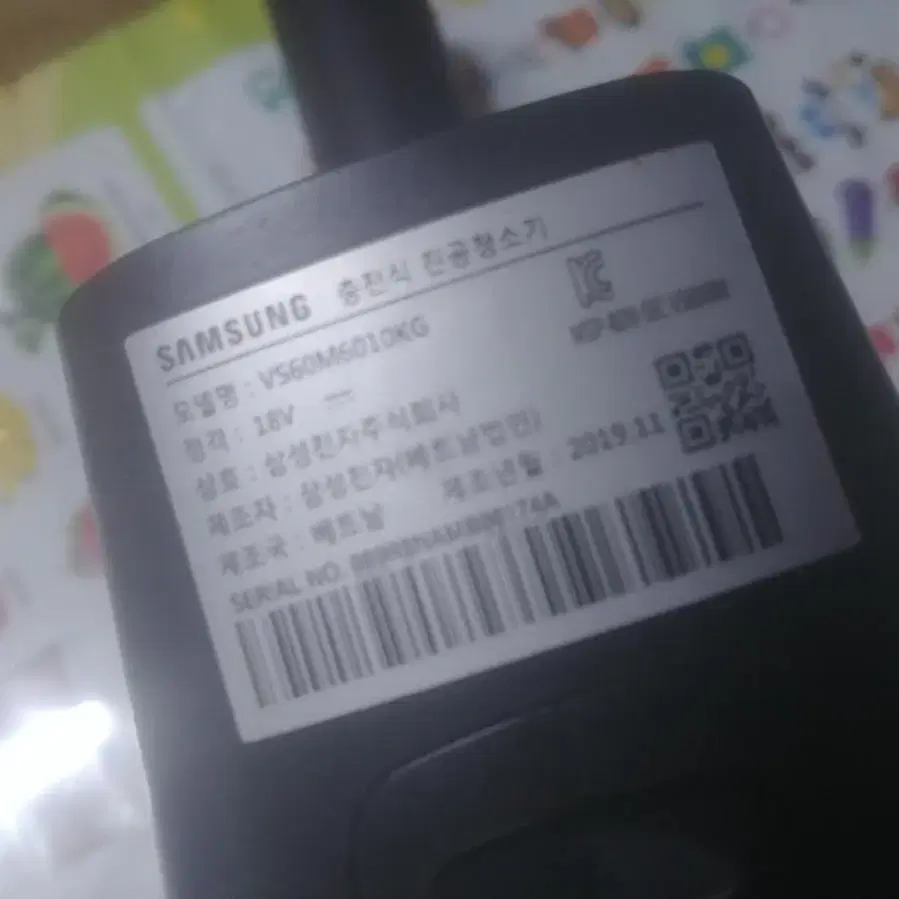 SAMSUNG 충전식 진공청소기
모델명 : VS60M6010KG
정격 : 18V
상호 : 삼성전자주식회사
제조자 : 삼성전자(베트남법인)
제조국 : 베트남 제조년월 : 2019.11
SERIAL NO.